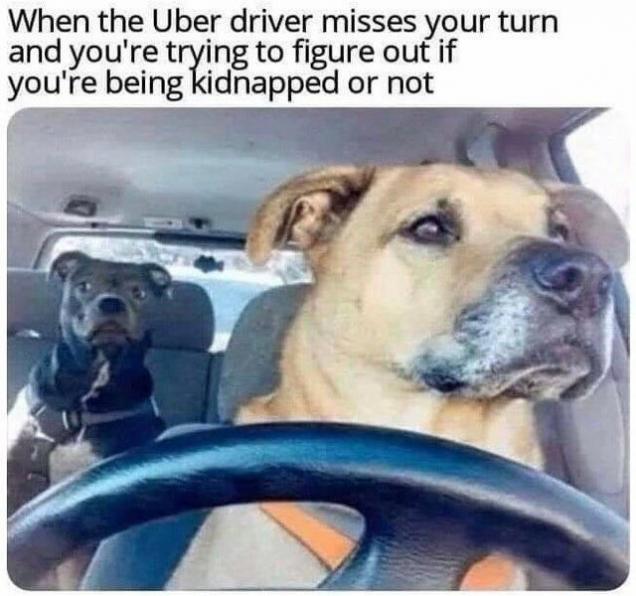 When the Uber driver misses your turn
and you're trying to figure out if
you're being kidnapped or not